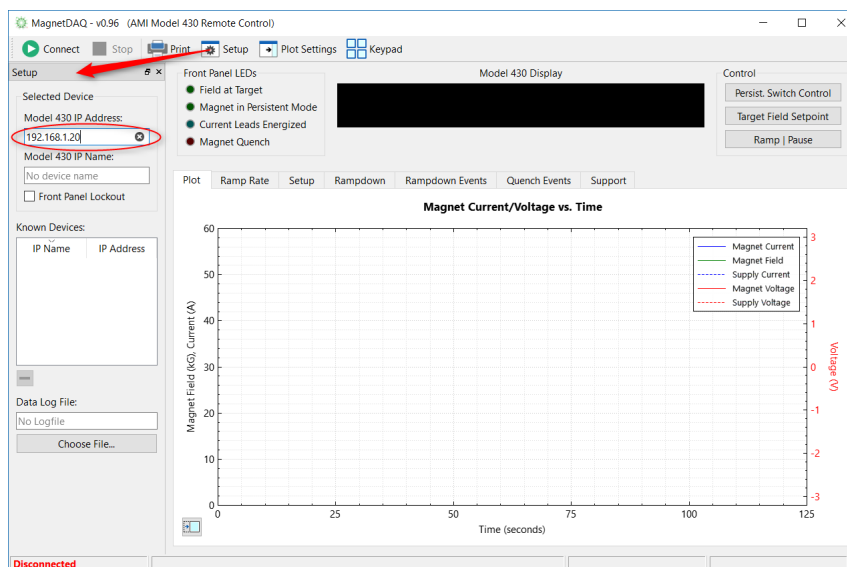 MagnetDAQ - v0.96 (AMI Model 430 Remote Control)
Connect Stop Print Setup Plot Settings Keypad
Setup
Selected Device
Model 430 IP Address:
192.168.1.20
Model 430 IP Name:
No device name
Front Panel Lockout
Known Devices:
IP Name IP Address
Data Log File:
No Logfile
Choose File...
Front Panel LEDs
Field at Target
Magnet in Persistent Mode
Current Leads Energized
Magnet Quench
Model 430 Display
Control
Persist. Switch Control
Target Field Setpoint
Ramp | Pause
Plot Ramp Rate Setup Rampdown Rampdown Events Quench Events Support
Magnet Current/Voltage vs. Time
Magnet Field (kG), Current (A)
60
50
40
30
20
10
0
Magnet Current
Magnet Field
Supply Current
Magnet Voltage
Supply Voltage
3
2
1
0
-1
-2
-3
Voltage (V)
0 25 50 75 100 125
Time (seconds)
Disconnected